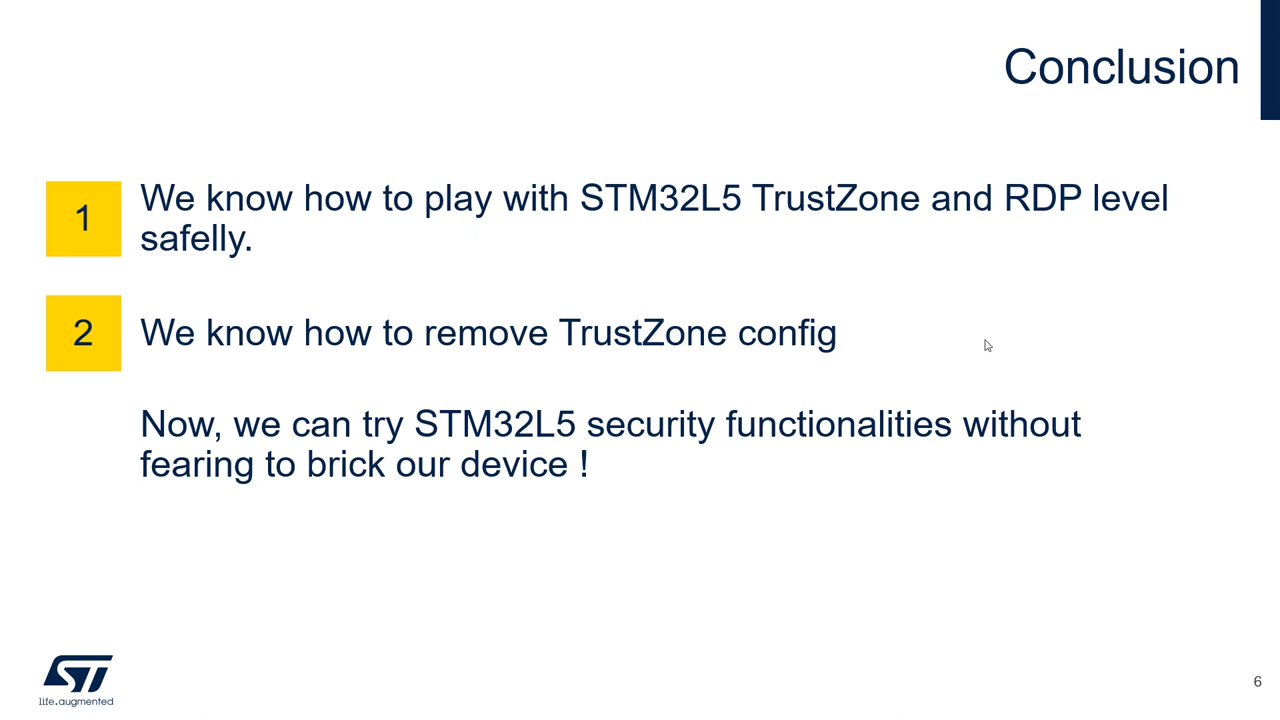 Conclusion
1
We know how to play with STM32L5 TrustZone and RDP level
safelly.
2
We know how to remove TrustZone config
Now, we can try STM32L5 security functionalities without
fearing to brick our device !
ST
life.augmented
6